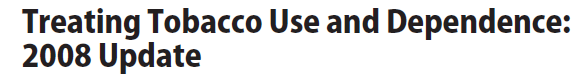 Treating Tobacco Use and Dependence:
2008 Update